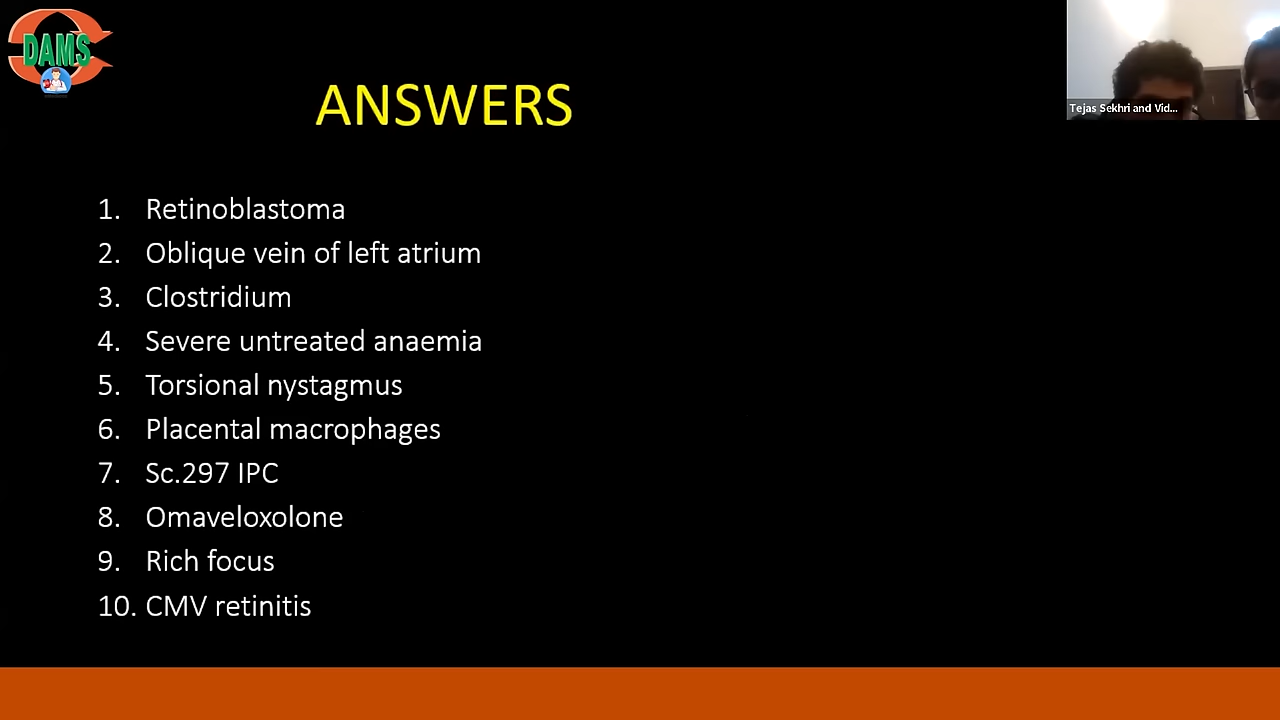 DAMS
Tejas Sekhri and Vid...
ANSWERS
1. Retinoblastoma
2. Oblique vein of left atrium
3. Clostridium
4. Severe untreated anaemia
5. Torsional nystagmus
6. Placental macrophages
7. Sc.297 IPC
8. Omaveloxolone
9. Rich focus
10. CMV retinitis